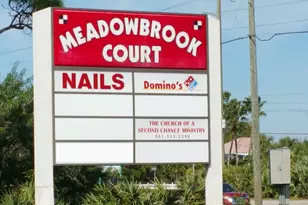 MEADOWBROOK
COURT
NAILS
Domino's
THE CHURCH OF A
SECOND CHANCE MINISTRY